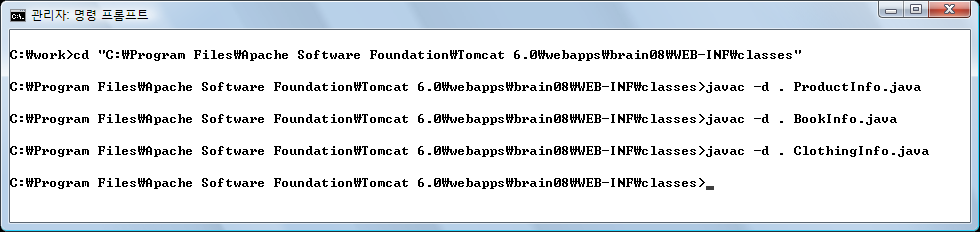 관리자: 명령 프롬프트
C:₩work>cd "C:₩Program Files₩Apache Software Foundation₩Tomcat 6.0₩webapps₩brain08₩WEB-INF₩classes"
C:₩Program Files₩Apache Software Foundation₩Tomcat 6.0₩webapps₩brain08₩WEB-INF₩classes>javac -d . ProductInfo.java
C:₩Program Files₩Apache Software Foundation₩Tomcat 6.0₩webapps₩brain08₩WEB-INF₩classes>javac -d . BookInfo.java
C:₩Program Files₩Apache Software Foundation₩Tomcat 6.0₩webapps₩brain08₩WEB-INF₩classes>javac -d . ClothingInfo.java
C:₩Program Files₩Apache Software Foundation₩Tomcat 6.0₩webapps₩brain08₩WEB-INF₩classes>